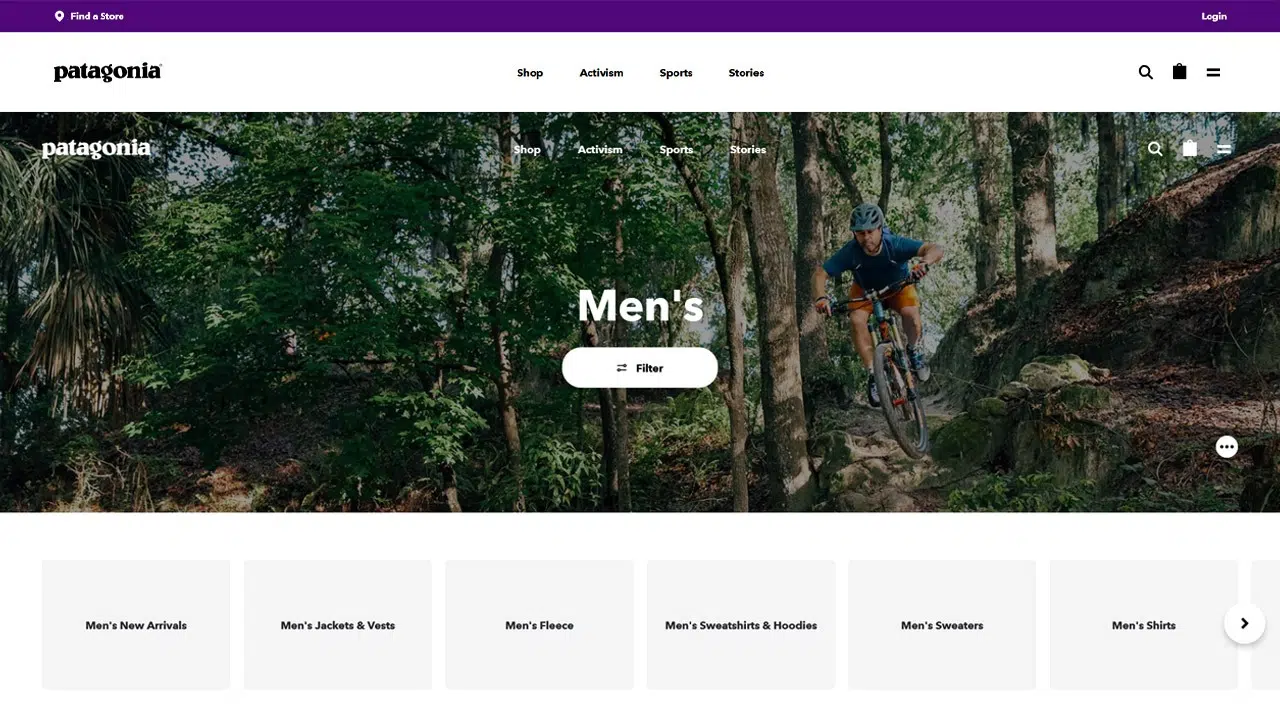 Find a Store
Login
patagonia
Shop
Activism
Sports
Stories
patagonia
Shop
Activism
Sports
Stories
Men's
Filter
Men's New Arrivals
Men's Jackets & Vests
Men's Fleece
Men's Sweatshirts & Hoodies
Men's Sweaters
Men's Shirts